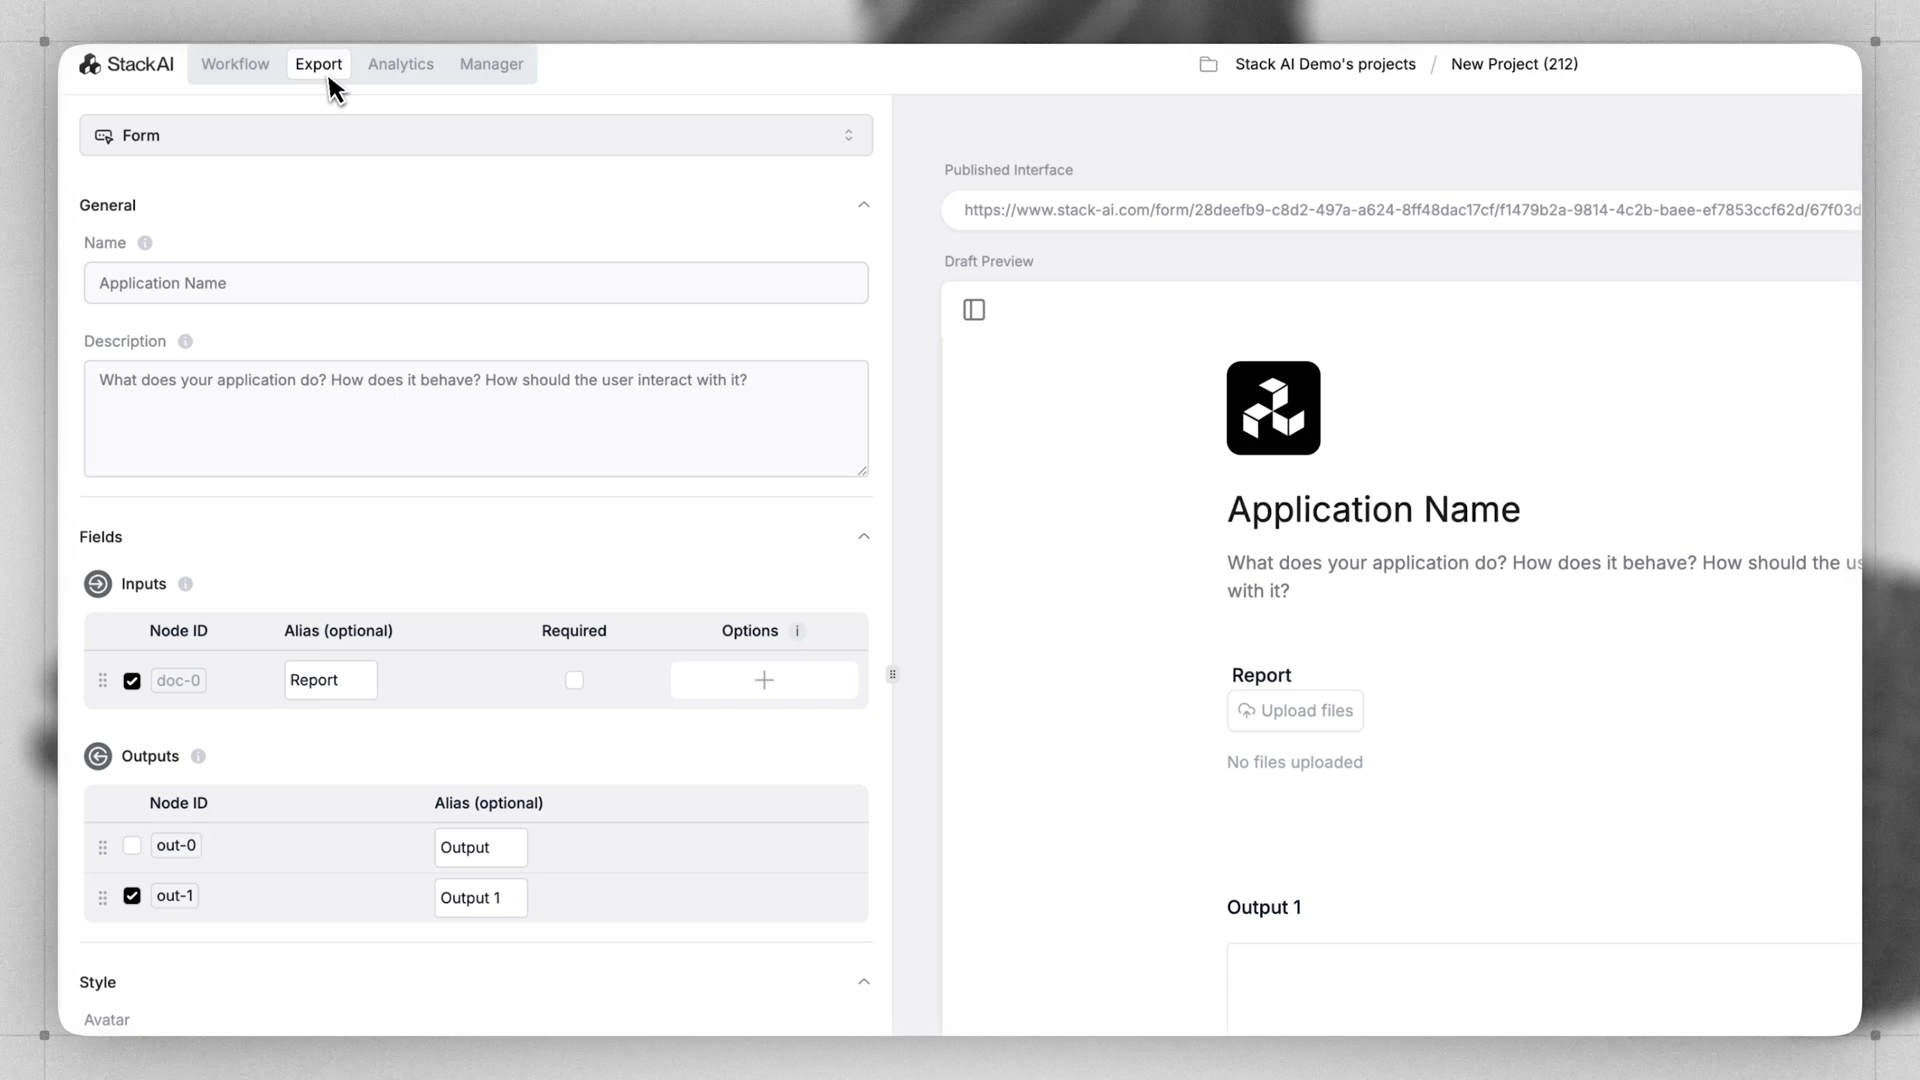 StackAI Workflow Export Analytics Manager Stack AI Demo's projects / New Project (212)
Form
General
Name i
Application Name
Description i
What does your application do? How does it behave? How should the user interact with it?
Fields
Inputs i
Node ID Alias (optional) Required Options i
doc-0 Report
Outputs i
Node ID Alias (optional)
out-0 Output
out-1 Output 1
Style
Avatar
Published Interface
https://www.stack-ai.com/form/28deefb9-c8d2-497a-a624-8ff48dac17cf/f1479b2a-9814-4c2b-baee-ef7853ccf62d/67f03d
Draft Preview
Application Name
What does your application do? How does it behave? How should the us
with it?
Report
Upload files
No files uploaded
Output 1